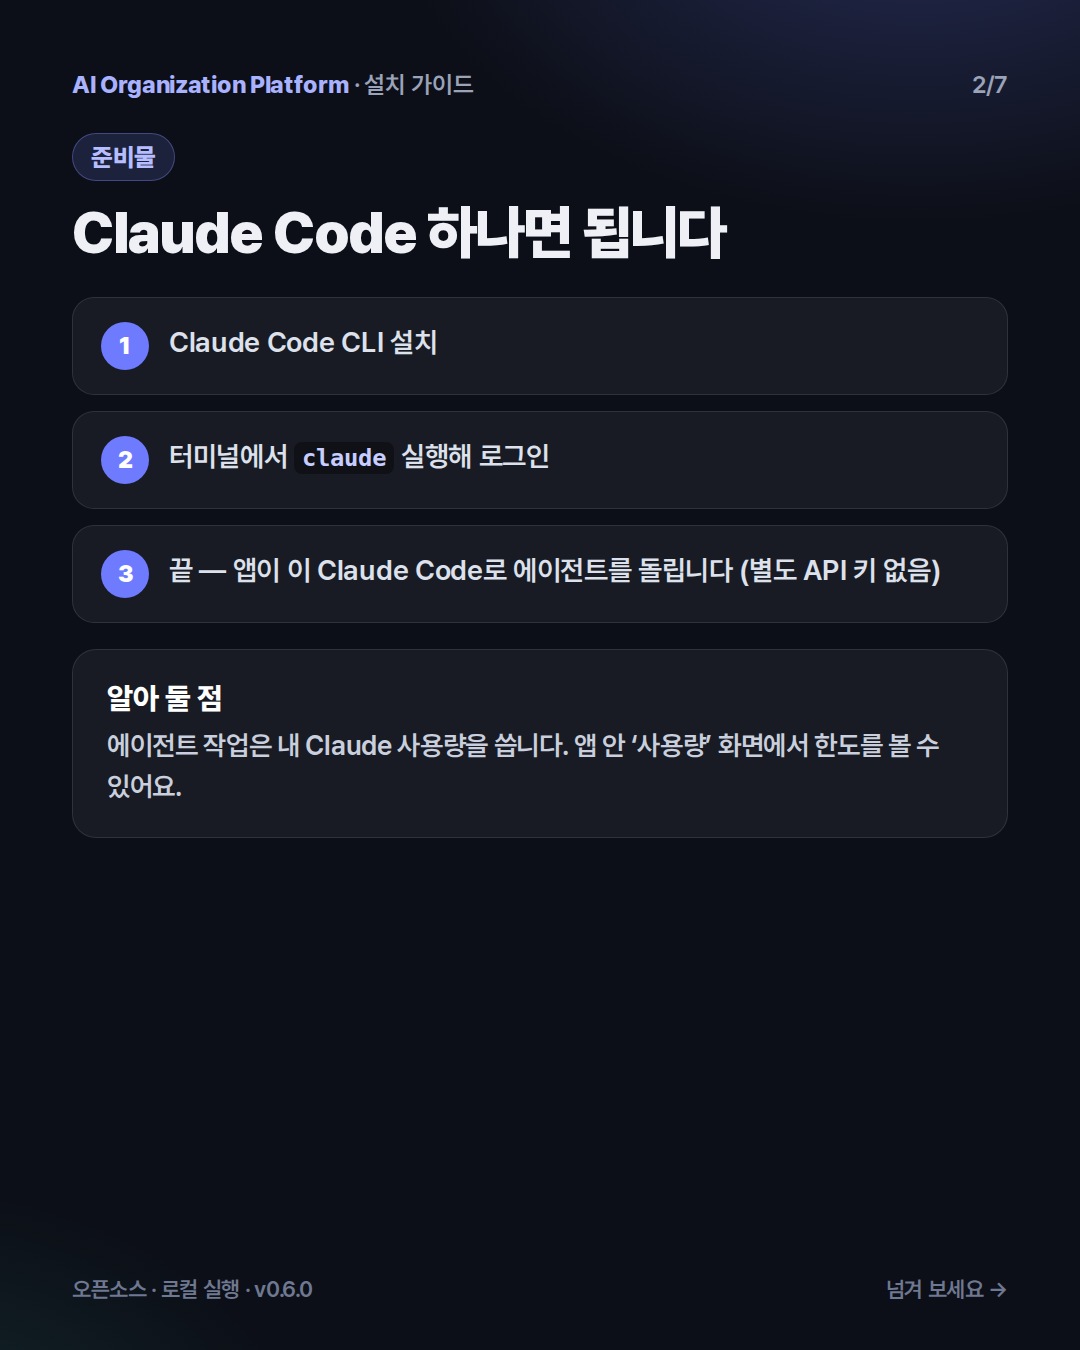 AI Organization Platform · 설치 가이드
2/7
준비물
Claude Code 하나면 됩니다
1 Claude Code CLI 설치
2 터미널에서 claude 실행해 로그인
3 끝 — 앱이 이 Claude Code로 에이전트를 돌립니다 (별도 API 키 없음)
알아 둘 점
에이전트 작업은 내 Claude 사용량을 씁니다. 앱 안 ‘사용량’ 화면에서 한도를 볼 수
있어요.
오픈소스 · 로컬 실행 · v0.6.0
넘겨 보세요 →